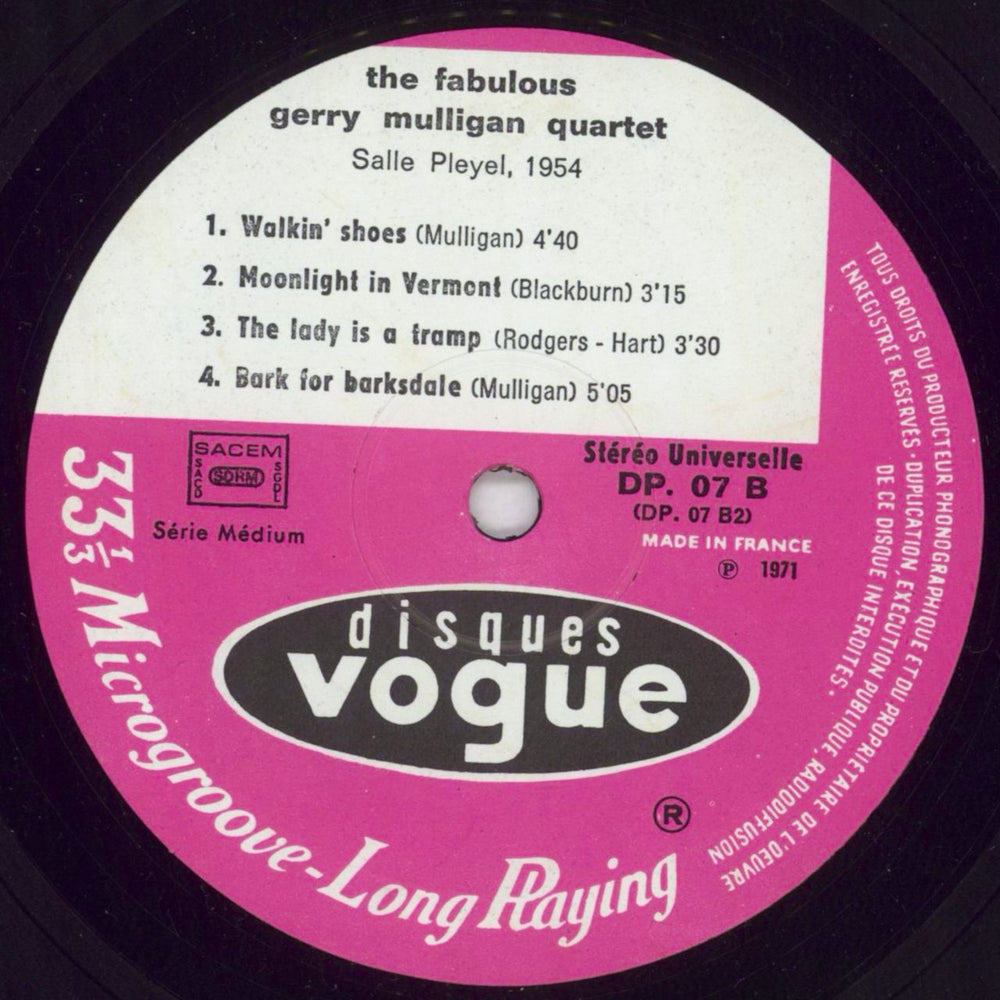 the fabulous
gerry mulligan quartet
Salle Pleyel, 1954
1. Walkin' shoes (Mulligan) 4'40
2. Moonlight in Vermont (Blackburn) 3'15
3. The lady is a tramp (Rodgers - Hart) 3'30
4. Bark for barksdale (Mulligan) 5'05
SACEM
SACD
SDRM
SGDL
Série Médium
Stéréo Universelle
DP. 07 B
(DP. 07 B2)
MADE IN FRANCE
℗ 1971
disques
vogue
®
33⅓ Microgroove-Long Playing
TOUS DROITS DU PRODUCTEUR PHONOGRAPHIQUE ET DU PROPRIÉTAIRE DE L'OEUVRE
ENREGISTRÉE RÉSERVÉS · DUPLICATION, EXÉCUTION PUBLIQUE, RADIODIFFUSION
DE CE DISQUE INTERDITES.